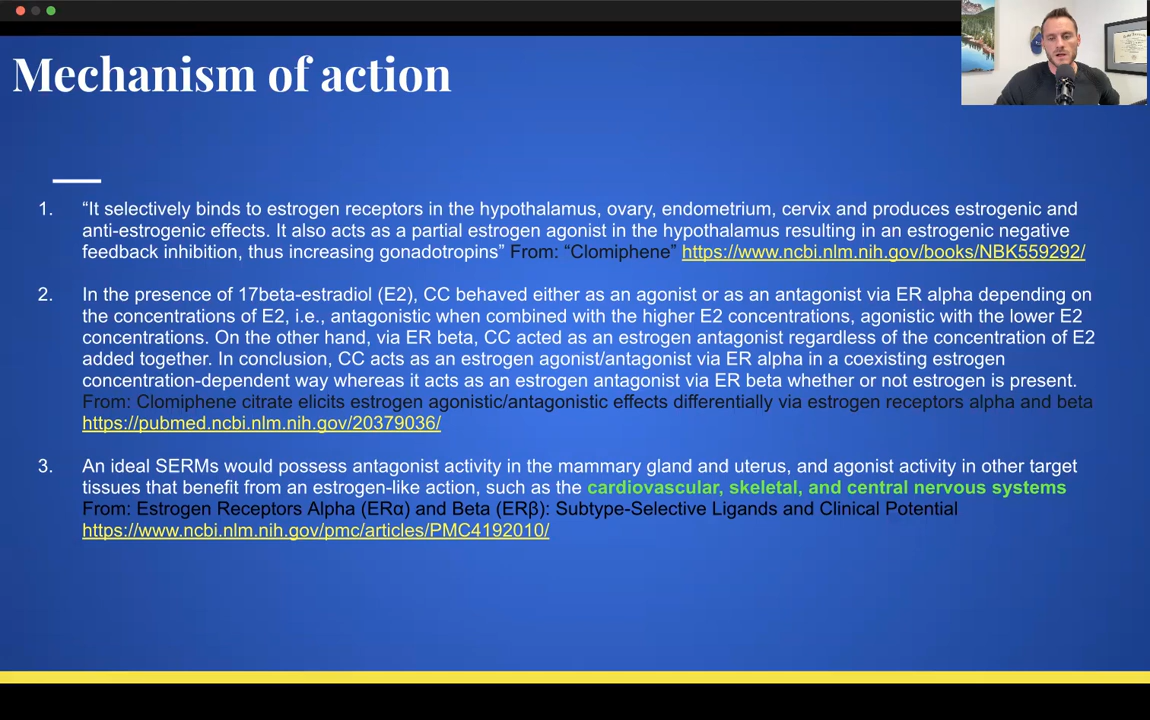 Mechanism of action
1. “It selectively binds to estrogen receptors in the hypothalamus, ovary, endometrium, cervix and produces estrogenic and
anti-estrogenic effects. It also acts as a partial estrogen agonist in the hypothalamus resulting in an estrogenic negative
feedback inhibition, thus increasing gonadotropins” From: “Clomiphene” https://www.ncbi.nlm.nih.gov/books/NBK559292/
2. In the presence of 17beta-estradiol (E2), CC behaved either as an agonist or as an antagonist via ER alpha depending on
the concentrations of E2, i.e., antagonistic when combined with the higher E2 concentrations, agonistic with the lower E2
concentrations. On the other hand, via ER beta, CC acted as an estrogen antagonist regardless of the concentration of E2
added together. In conclusion, CC acts as an estrogen agonist/antagonist via ER alpha in a coexisting estrogen
concentration-dependent way whereas it acts as an estrogen antagonist via ER beta whether or not estrogen is present.
From: Clomiphene citrate elicits estrogen agonistic/antagonistic effects differentially via estrogen receptors alpha and beta
https://pubmed.ncbi.nlm.nih.gov/20379036/
3. An ideal SERMs would possess antagonist activity in the mammary gland and uterus, and agonist activity in other target
tissues that benefit from an estrogen-like action, such as the cardiovascular, skeletal, and central nervous systems
From: Estrogen Receptors Alpha (ERα) and Beta (ERβ): Subtype-Selective Ligands and Clinical Potential
https://www.ncbi.nlm.nih.gov/pmc/articles/PMC4192010/